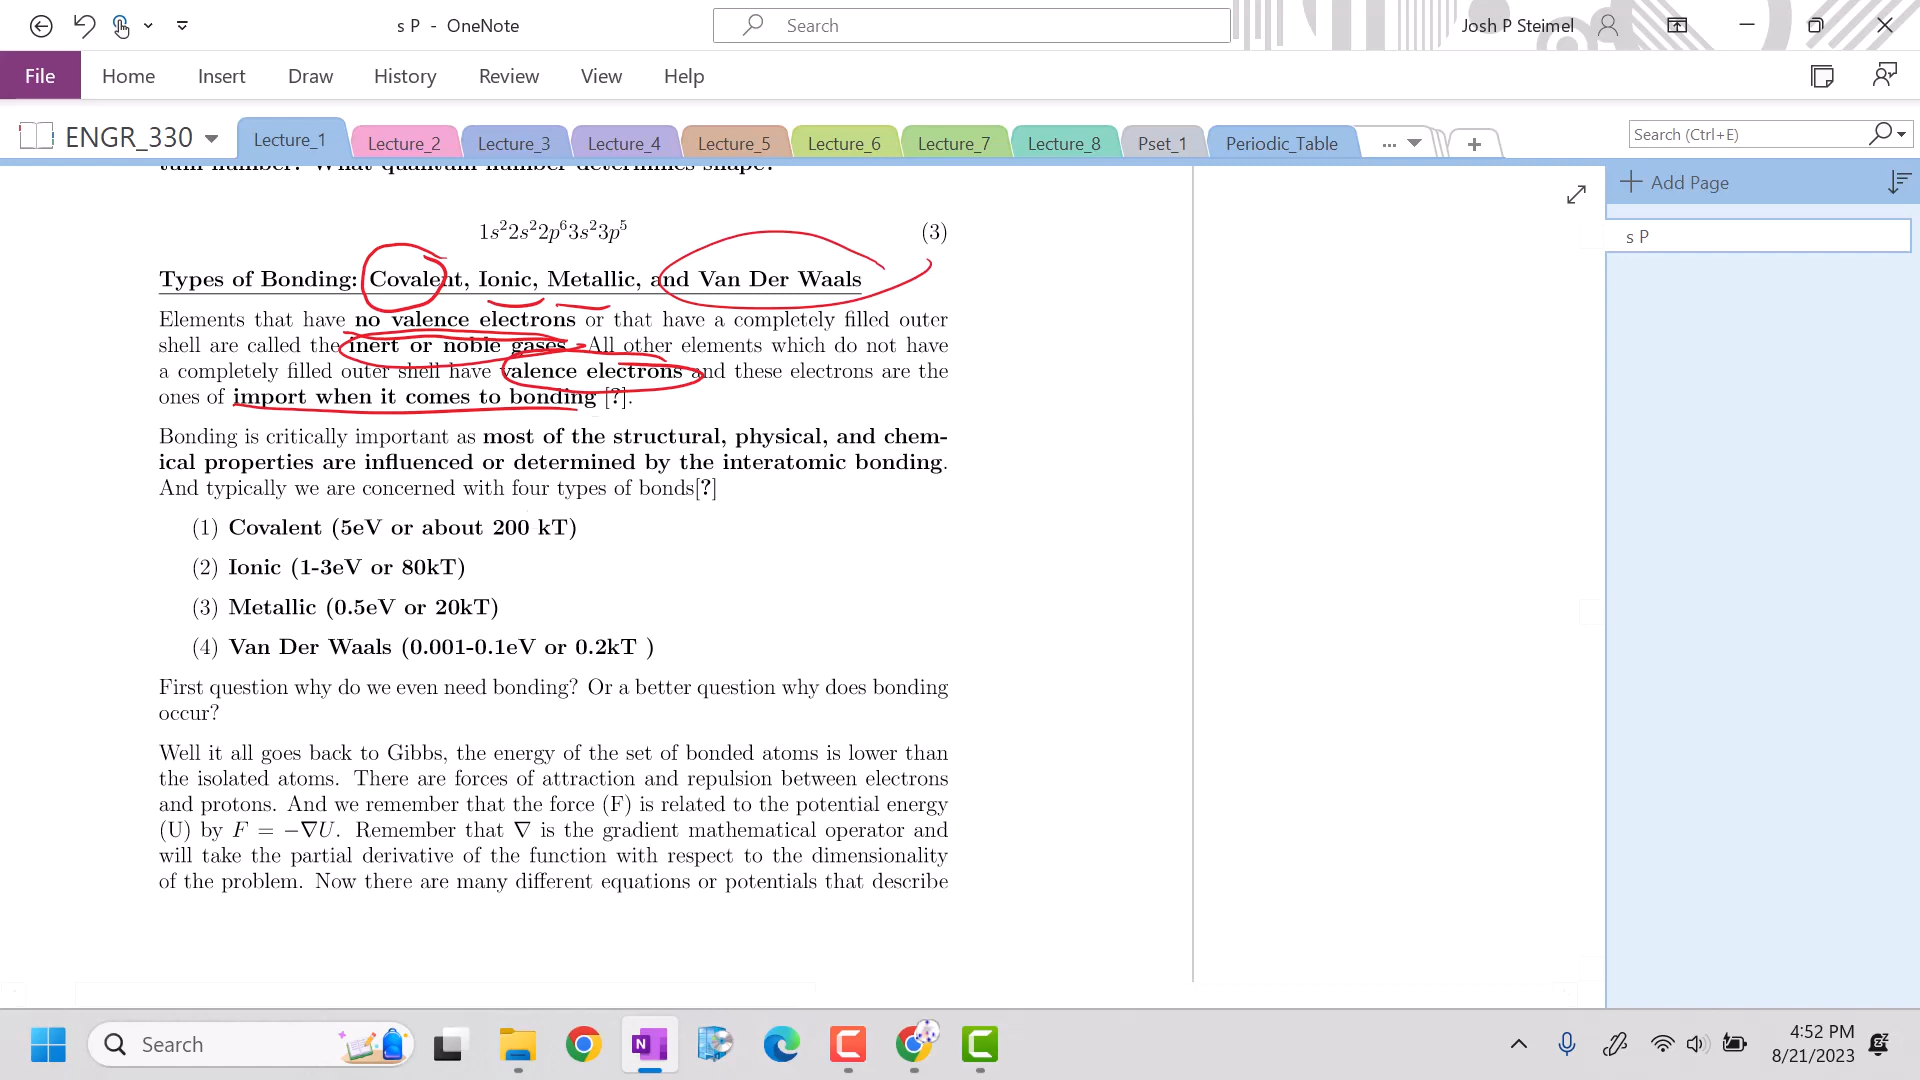 s P - OneNote
Search
Josh P Steimel
File Home Insert Draw History Review View Help
ENGR_330
Lecture_1 Lecture_2 Lecture_3 Lecture_4 Lecture_5 Lecture_6 Lecture_7 Lecture_8 Pset_1 Periodic_Table ...
Search (Ctrl+E)
Add Page
s P
tum number? What quantum number determines shape?
1s²2s²2p⁶3s²3p⁵ (3)
Types of Bonding: Covalent, Ionic, Metallic, and Van Der Waals
Elements that have no valence electrons or that have a completely filled outer
shell are called the inert or noble gases. All other elements which do not have
a completely filled outer shell have valence electrons and these electrons are the
ones of import when it comes to bonding [?].
Bonding is critically important as most of the structural, physical, and chem-
ical properties are influenced or determined by the interatomic bonding.
And typically we are concerned with four types of bonds[?]
(1) Covalent (5eV or about 200 kT)
(2) Ionic (1-3eV or 80kT)
(3) Metallic (0.5eV or 20kT)
(4) Van Der Waals (0.001-0.1eV or 0.2kT )
First question why do we even need bonding? Or a better question why does bonding
occur?
Well it all goes back to Gibbs, the energy of the set of bonded atoms is lower than
the isolated atoms. There are forces of attraction and repulsion between electrons
and protons. And we remember that the force (F) is related to the potential energy
(U) by F = −∇U. Remember that ∇ is the gradient mathematical operator and
will take the partial derivative of the function with respect to the dimensionality
of the problem. Now there are many different equations or potentials that describe
Search
4:52 PM
8/21/2023